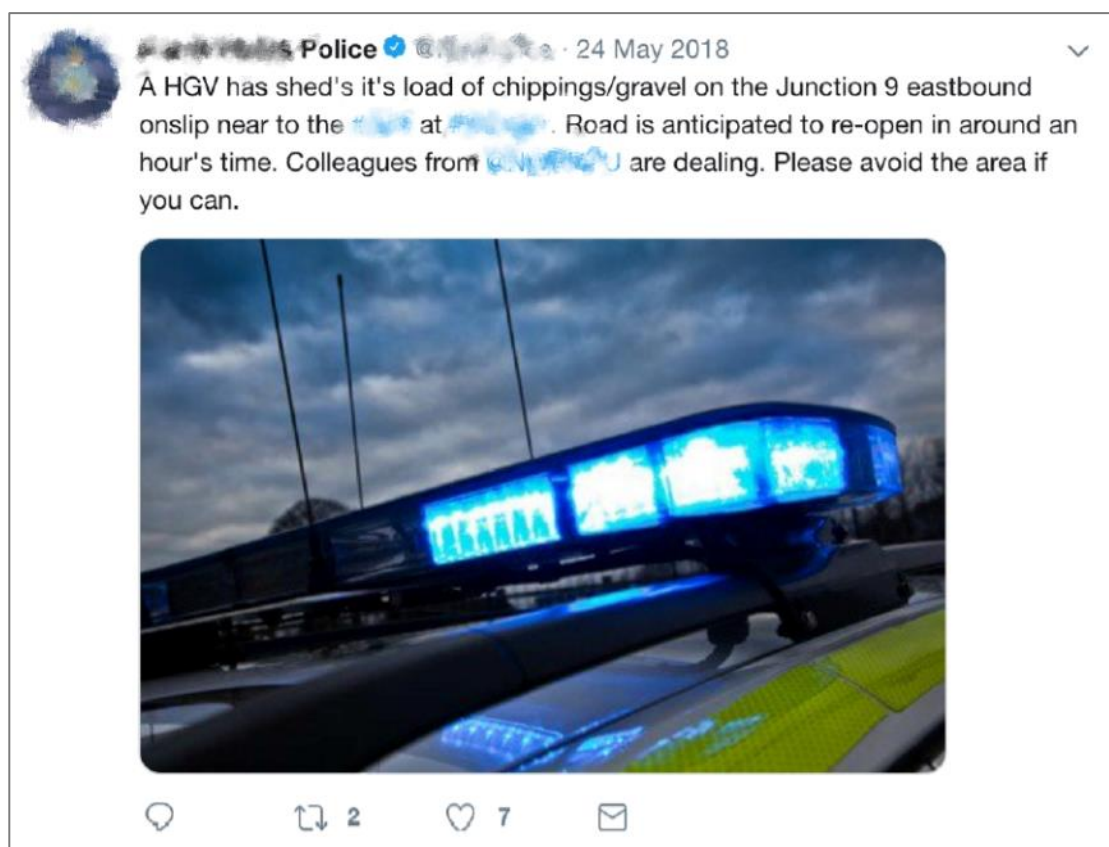 Police · 24 May 2018
A HGV has shed's it's load of chippings/gravel on the Junction 9 eastbound
onslip near to the at . Road is anticipated to re-open in around an
hour's time. Colleagues from are dealing. Please avoid the area if
you can.
2 7